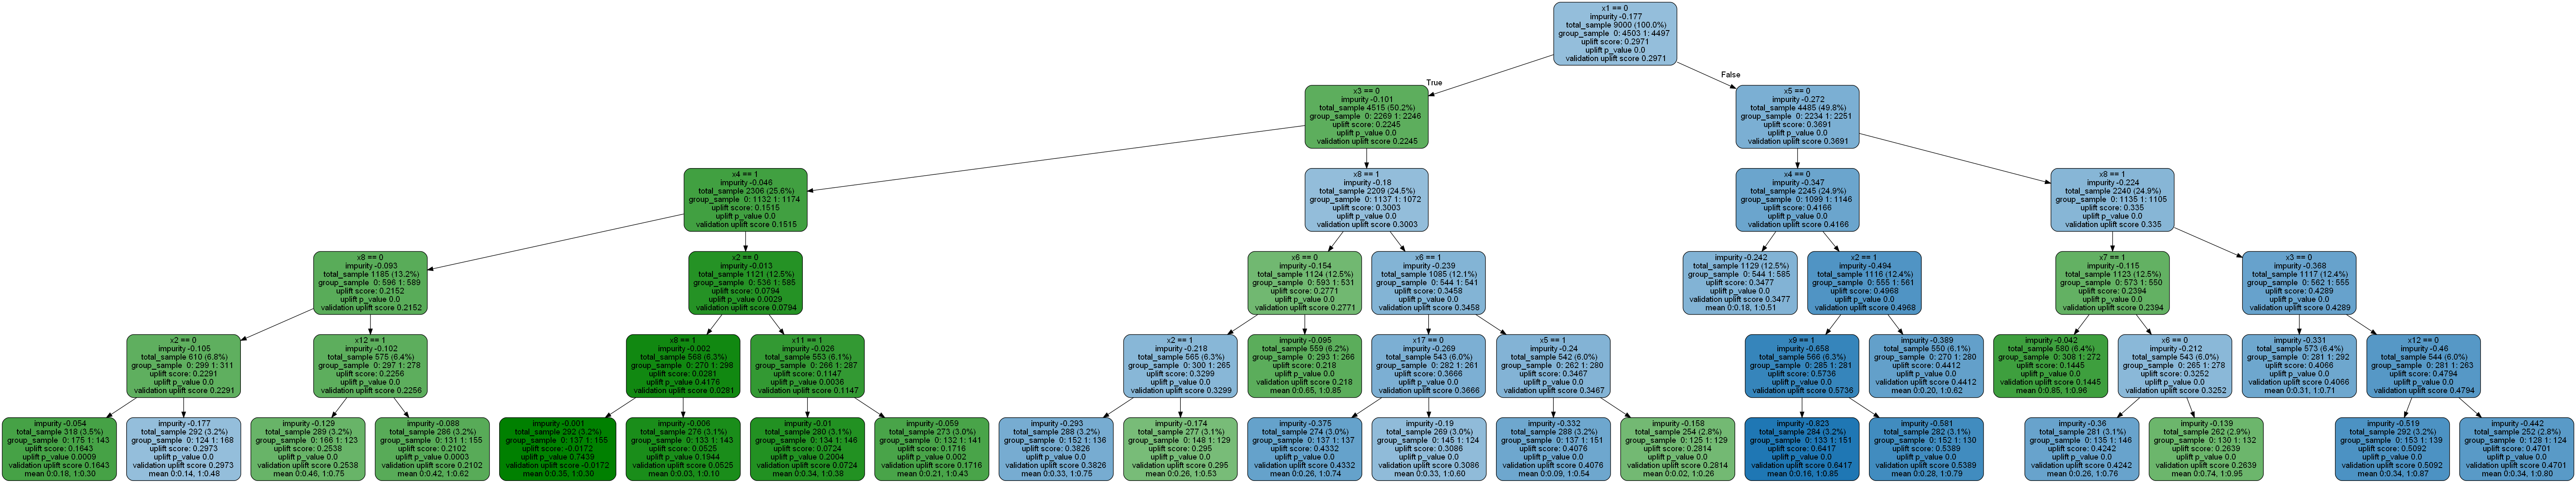 x1 == 0
impurity -0.177
total_sample 9000 (100.0%)
group_sample 0: 4503 1: 4497
uplift score: 0.2971
uplift p_value 0.0
validation uplift score 0.2971
True
False
x3 == 0
impurity -0.101
total_sample 4515 (50.2%)
group_sample 0: 2269 1: 2246
uplift score: 0.2245
uplift p_value 0.0
validation uplift score 0.2245
x5 == 0
impurity -0.272
total_sample 4485 (49.8%)
group_sample 0: 2234 1: 2251
uplift score: 0.3691
uplift p_value 0.0
validation uplift score 0.3691
x4 == 1
impurity -0.046
total_sample 2306 (25.6%)
group_sample 0: 1132 1: 1174
uplift score: 0.1515
uplift p_value 0.0
validation uplift score 0.1515
x8 == 1
impurity -0.18
total_sample 2209 (24.5%)
group_sample 0: 1137 1: 1072
uplift score: 0.3003
uplift p_value 0.0
validation uplift score 0.3003
x4 == 0
impurity -0.347
total_sample 2245 (24.9%)
group_sample 0: 1099 1: 1146
uplift score: 0.4166
uplift p_value 0.0
validation uplift score 0.4166
x8 == 1
impurity -0.224
total_sample 2240 (24.9%)
group_sample 0: 1135 1: 1105
uplift score: 0.335
uplift p_value 0.0
validation uplift score 0.335
x8 == 0
impurity -0.093
total_sample 1185 (13.2%)
group_sample 0: 596 1: 589
uplift score: 0.2152
uplift p_value 0.0
validation uplift score 0.2152
x2 == 0
impurity -0.013
total_sample 1121 (12.5%)
group_sample 0: 536 1: 585
uplift score: 0.0794
uplift p_value 0.0029
validation uplift score 0.0794
x6 == 0
impurity -0.154
total_sample 1124 (12.5%)
group_sample 0: 593 1: 531
uplift score: 0.2771
uplift p_value 0.0
validation uplift score 0.2771
x6 == 1
impurity -0.239
total_sample 1085 (12.1%)
group_sample 0: 544 1: 541
uplift score: 0.3458
uplift p_value 0.0
validation uplift score 0.3458
impurity -0.242
total_sample 1129 (12.5%)
group_sample 0: 544 1: 585
uplift score: 0.3477
uplift p_value 0.0
validation uplift score 0.3477
mean 0:0.18, 1:0.51
x2 == 1
impurity -0.494
total_sample 1116 (12.4%)
group_sample 0: 555 1: 561
uplift score: 0.4968
uplift p_value 0.0
validation uplift score 0.4968
x7 == 1
impurity -0.115
total_sample 1123 (12.5%)
group_sample 0: 573 1: 550
uplift score: 0.2394
uplift p_value 0.0
validation uplift score 0.2394
x3 == 0
impurity -0.368
total_sample 1117 (12.4%)
group_sample 0: 562 1: 555
uplift score: 0.4289
uplift p_value 0.0
validation uplift score 0.4289
x2 == 0
impurity -0.105
total_sample 610 (6.8%)
group_sample 0: 299 1: 311
uplift score: 0.2291
uplift p_value 0.0
validation uplift score 0.2291
x12 == 1
impurity -0.102
total_sample 575 (6.4%)
group_sample 0: 297 1: 278
uplift score: 0.2256
uplift p_value 0.0
validation uplift score 0.2256
x8 == 1
impurity -0.002
total_sample 568 (6.3%)
group_sample 0: 270 1: 298
uplift score: 0.0281
uplift p_value 0.4176
validation uplift score 0.0281
x11 == 1
impurity -0.026
total_sample 553 (6.1%)
group_sample 0: 266 1: 287
uplift score: 0.1147
uplift p_value 0.0036
validation uplift score 0.1147
x2 == 1
impurity -0.218
total_sample 565 (6.3%)
group_sample 0: 300 1: 265
uplift score: 0.3299
uplift p_value 0.0
validation uplift score 0.3299
impurity -0.095
total_sample 559 (6.2%)
group_sample 0: 293 1: 266
uplift score: 0.218
uplift p_value 0.0
validation uplift score 0.218
mean 0:0.65, 1:0.85
x17 == 0
impurity -0.269
total_sample 543 (6.0%)
group_sample 0: 282 1: 261
uplift score: 0.3666
uplift p_value 0.0
validation uplift score 0.3666
x5 == 1
impurity -0.24
total_sample 542 (6.0%)
group_sample 0: 262 1: 280
uplift score: 0.3467
uplift p_value 0.0
validation uplift score 0.3467
x9 == 1
impurity -0.658
total_sample 566 (6.3%)
group_sample 0: 285 1: 281
uplift score: 0.5736
uplift p_value 0.0
validation uplift score 0.5736
impurity -0.389
total_sample 550 (6.1%)
group_sample 0: 270 1: 280
uplift score: 0.4412
uplift p_value 0.0
validation uplift score 0.4412
mean 0:0.20, 1:0.62
impurity -0.042
total_sample 580 (6.4%)
group_sample 0: 308 1: 272
uplift score: 0.1445
uplift p_value 0.0
validation uplift score 0.1445
mean 0:0.85, 1:0.96
x6 == 0
impurity -0.212
total_sample 543 (6.0%)
group_sample 0: 265 1: 278
uplift score: 0.3252
uplift p_value 0.0
validation uplift score 0.3252
impurity -0.331
total_sample 573 (6.4%)
group_sample 0: 281 1: 292
uplift score: 0.4066
uplift p_value 0.0
validation uplift score 0.4066
mean 0:0.31, 1:0.71
x12 == 0
impurity -0.46
total_sample 544 (6.0%)
group_sample 0: 281 1: 263
uplift score: 0.4794
uplift p_value 0.0
validation uplift score 0.4794
impurity -0.054
total_sample 318 (3.5%)
group_sample 0: 175 1: 143
uplift score: 0.1643
uplift p_value 0.0009
validation uplift score 0.1643
mean 0:0.18, 1:0.30
impurity -0.177
total_sample 292 (3.2%)
group_sample 0: 124 1: 168
uplift score: 0.2973
uplift p_value 0.0
validation uplift score 0.2973
mean 0:0.14, 1:0.48
impurity -0.129
total_sample 289 (3.2%)
group_sample 0: 166 1: 123
uplift score: 0.2538
uplift p_value 0.0
validation uplift score 0.2538
mean 0:0.46, 1:0.75
impurity -0.088
total_sample 286 (3.2%)
group_sample 0: 131 1: 155
uplift score: 0.2102
uplift p_value 0.0003
validation uplift score 0.2102
mean 0:0.42, 1:0.62
impurity -0.001
total_sample 292 (3.2%)
group_sample 0: 137 1: 155
uplift score: -0.0172
uplift p_value 0.7439
validation uplift score -0.0172
mean 0:0.35, 1:0.30
impurity -0.006
total_sample 276 (3.1%)
group_sample 0: 133 1: 143
uplift score: 0.0525
uplift p_value 0.1944
validation uplift score 0.0525
mean 0:0.03, 1:0.10
impurity -0.01
total_sample 280 (3.1%)
group_sample 0: 134 1: 146
uplift score: 0.0724
uplift p_value 0.2004
validation uplift score 0.0724
mean 0:0.34, 1:0.38
impurity -0.059
total_sample 273 (3.0%)
group_sample 0: 132 1: 141
uplift score: 0.1716
uplift p_value 0.002
validation uplift score 0.1716
mean 0:0.21, 1:0.43
impurity -0.293
total_sample 288 (3.2%)
group_sample 0: 152 1: 136
uplift score: 0.3826
uplift p_value 0.0
validation uplift score 0.3826
mean 0:0.33, 1:0.75
impurity -0.174
total_sample 277 (3.1%)
group_sample 0: 148 1: 129
uplift score: 0.295
uplift p_value 0.0
validation uplift score 0.295
mean 0:0.26, 1:0.53
impurity -0.375
total_sample 274 (3.0%)
group_sample 0: 137 1: 137
uplift score: 0.4332
uplift p_value 0.0
validation uplift score 0.4332
mean 0:0.26, 1:0.74
impurity -0.19
total_sample 269 (3.0%)
group_sample 0: 145 1: 124
uplift score: 0.3086
uplift p_value 0.0
validation uplift score 0.3086
mean 0:0.33, 1:0.60
impurity -0.332
total_sample 288 (3.2%)
group_sample 0: 137 1: 151
uplift score: 0.4076
uplift p_value 0.0
validation uplift score 0.4076
mean 0:0.09, 1:0.54
impurity -0.158
total_sample 254 (2.8%)
group_sample 0: 125 1: 129
uplift score: 0.2814
uplift p_value 0.0
validation uplift score 0.2814
mean 0:0.02, 1:0.26
impurity -0.823
total_sample 284 (3.2%)
group_sample 0: 133 1: 151
uplift score: 0.6417
uplift p_value 0.0
validation uplift score 0.6417
mean 0:0.16, 1:0.85
impurity -0.581
total_sample 282 (3.1%)
group_sample 0: 152 1: 130
uplift score: 0.5389
uplift p_value 0.0
validation uplift score 0.5389
mean 0:0.28, 1:0.79
impurity -0.36
total_sample 281 (3.1%)
group_sample 0: 135 1: 146
uplift score: 0.4242
uplift p_value 0.0
validation uplift score 0.4242
mean 0:0.26, 1:0.76
impurity -0.139
total_sample 262 (2.9%)
group_sample 0: 130 1: 132
uplift score: 0.2639
uplift p_value 0.0
validation uplift score 0.2639
mean 0:0.74, 1:0.95
impurity -0.519
total_sample 292 (3.2%)
group_sample 0: 153 1: 139
uplift score: 0.5092
uplift p_value 0.0
validation uplift score 0.5092
mean 0:0.34, 1:0.87
impurity -0.442
total_sample 252 (2.8%)
group_sample 0: 128 1: 124
uplift score: 0.4701
uplift p_value 0.0
validation uplift score 0.4701
mean 0:0.34, 1:0.80